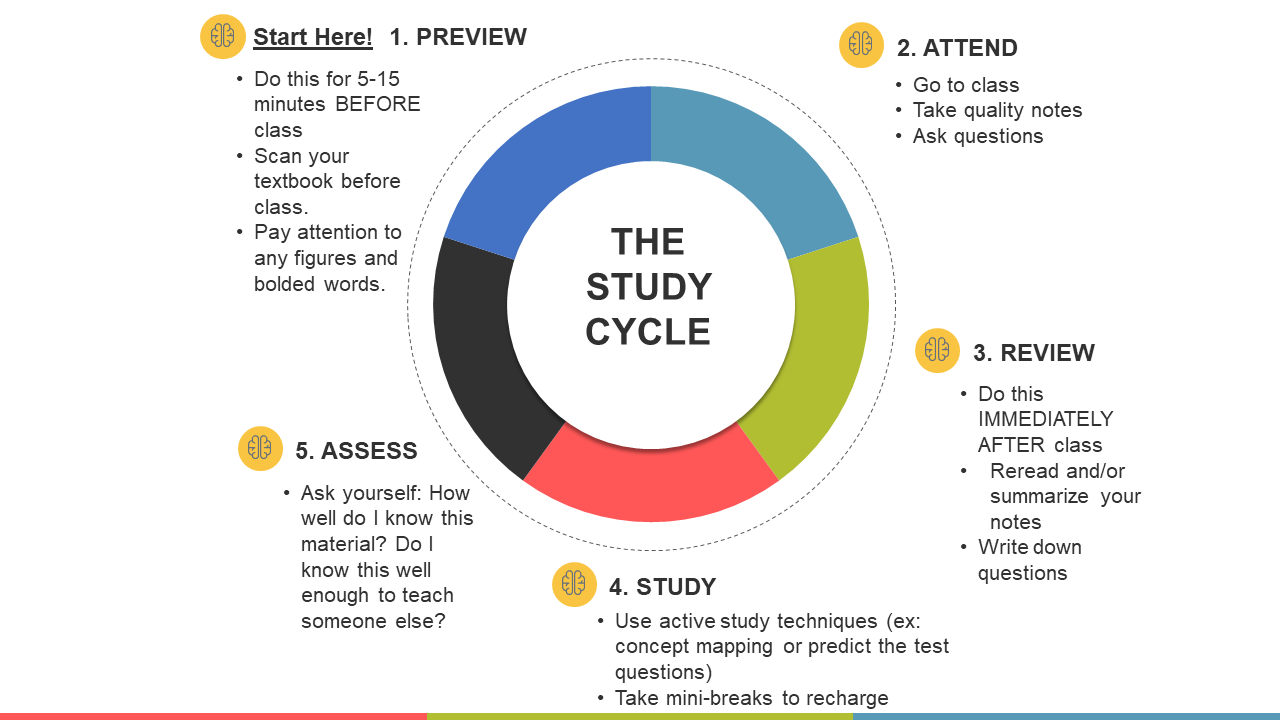 Start Here! 1. PREVIEW
• Do this for 5-15
minutes BEFORE
class
• Scan your
textbook before
class.
• Pay attention to
any figures and
bolded words.
2. ATTEND
• Go to class
• Take quality notes
• Ask questions
THE
STUDY
CYCLE
3. REVIEW
• Do this
IMMEDIATELY
AFTER class
• Reread and/or
summarize your
notes
• Write down
questions
4. STUDY
• Use active study techniques (ex:
concept mapping or predict the test
questions)
• Take mini-breaks to recharge
5. ASSESS
• Ask yourself: How
well do I know this
material? Do I
know this well
enough to teach
someone else?